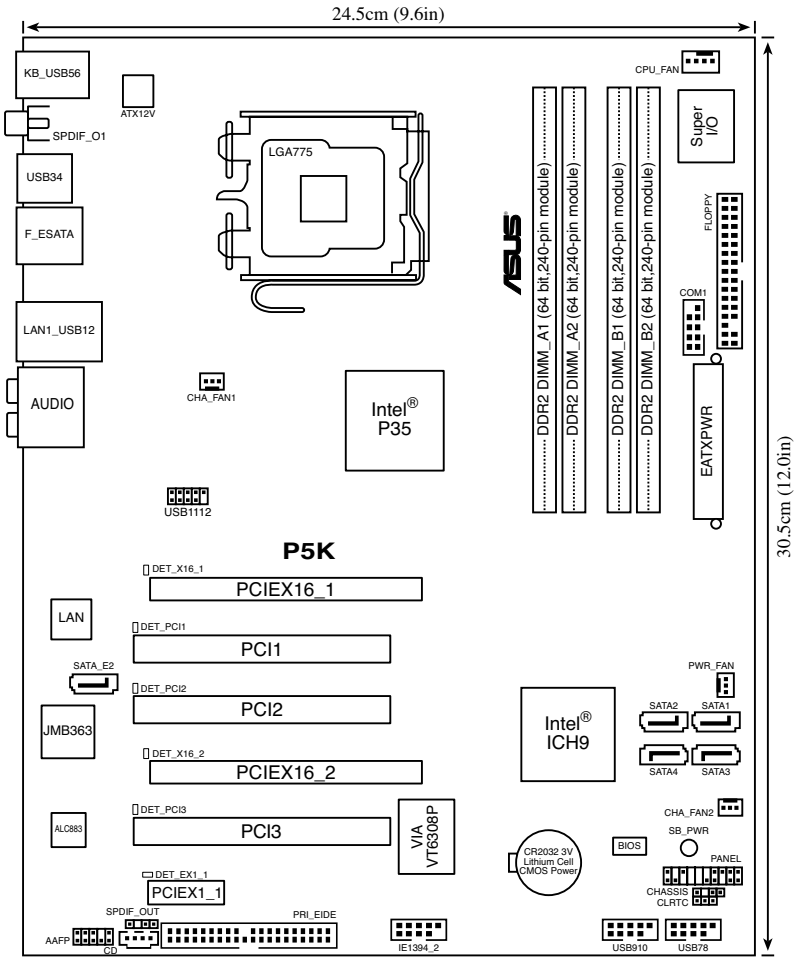 24.5cm (9.6in)
KB_USB56
ATX12V
CPU_FAN
Super
I/O
SPDIF_O1
LGA775
USB34
F_ESATA
FLOPPY
ASUS
DDR2 DIMM_A1 (64 bit,240-pin module)
DDR2 DIMM_A2 (64 bit,240-pin module)
DDR2 DIMM_B1 (64 bit,240-pin module)
DDR2 DIMM_B2 (64 bit,240-pin module)
COM1
LAN1_USB12
AUDIO
CHA_FAN1
Intel®
P35
EATXPWR
30.5cm (12.0in)
USB1112
P5K
DET_X16_1
PCIEX16_1
LAN
DET_PCI1
PCI1
SATA_E2
PWR_FAN
DET_PCI2
PCI2
JMB363
Intel®
ICH9
SATA2
SATA1
SATA4
SATA3
DET_X16_2
PCIEX16_2
DET_PCI3
PCI3
ALC883
VIA
VT6308P
CHA_FAN2
SB_PWR
BIOS
CR2032 3V
Lithium Cell
CMOS Power
PANEL
DET_EX1_1
PCIEX1_1
CHASSIS
CLRTC
SPDIF_OUT
PRI_EIDE
AAFP
CD
IE1394_2
USB910
USB78